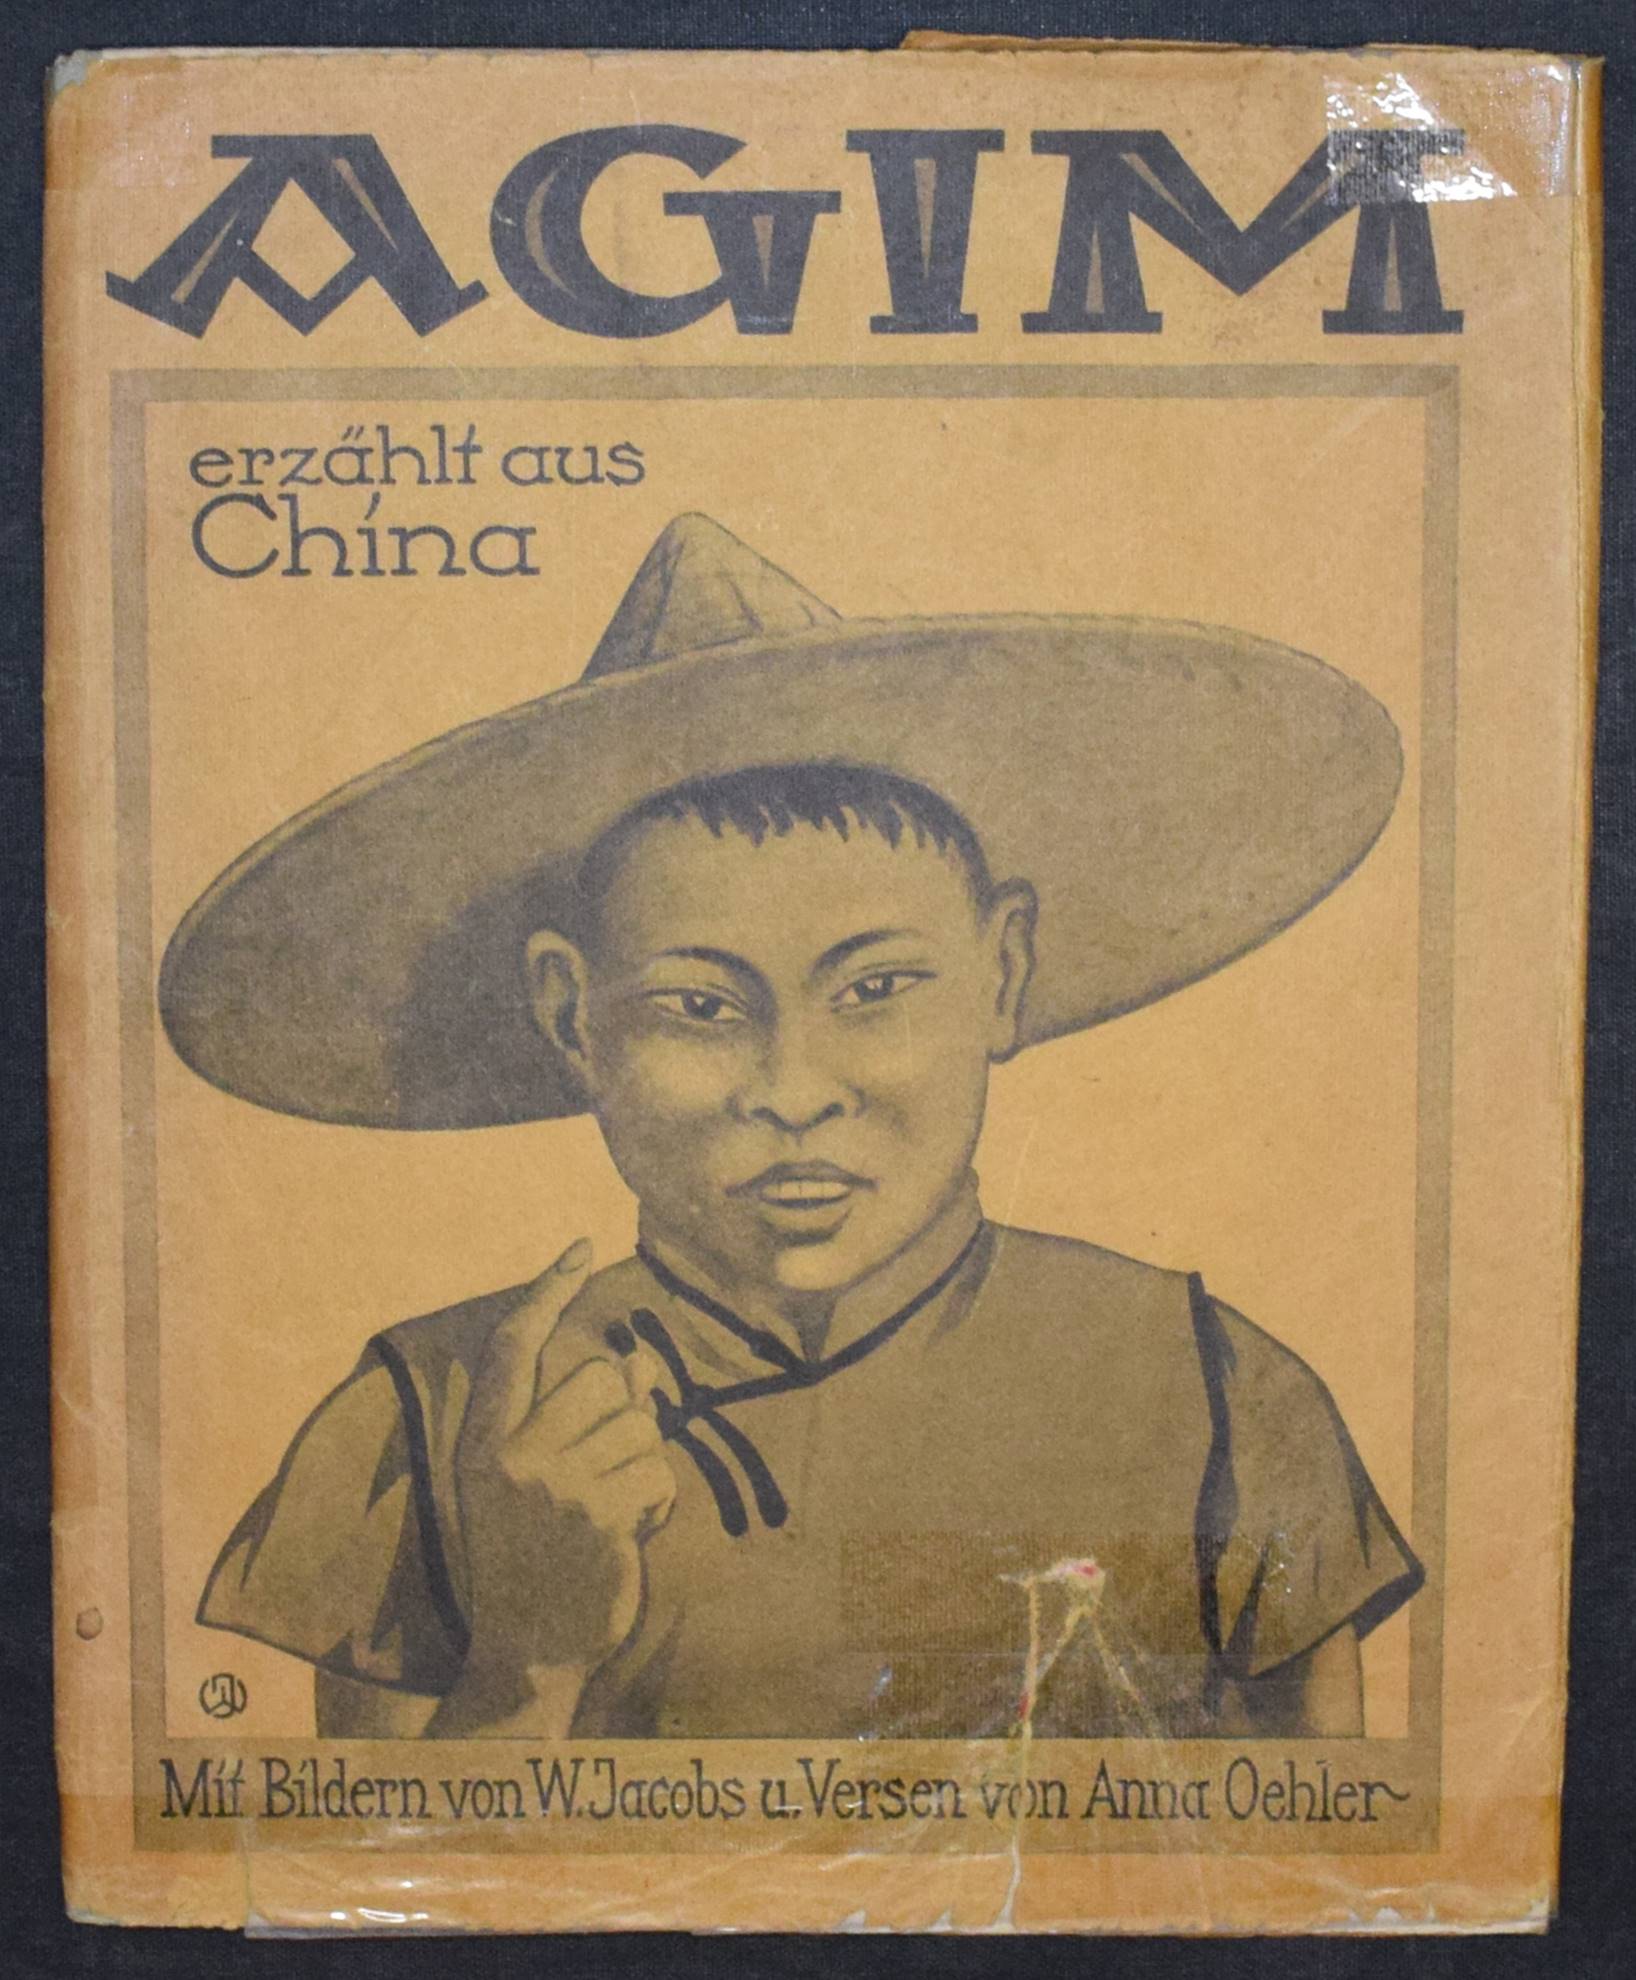 AGIM
erzählt aus
China
Mit Bildern von W. Jacobs u. Versen von Anna Oehler